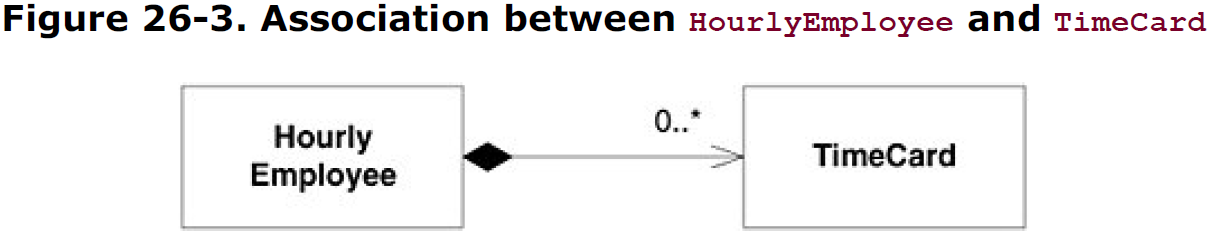 Figure 26-3. Association between HourlyEmployee and TimeCard
0..*
Hourly
Employee
TimeCard